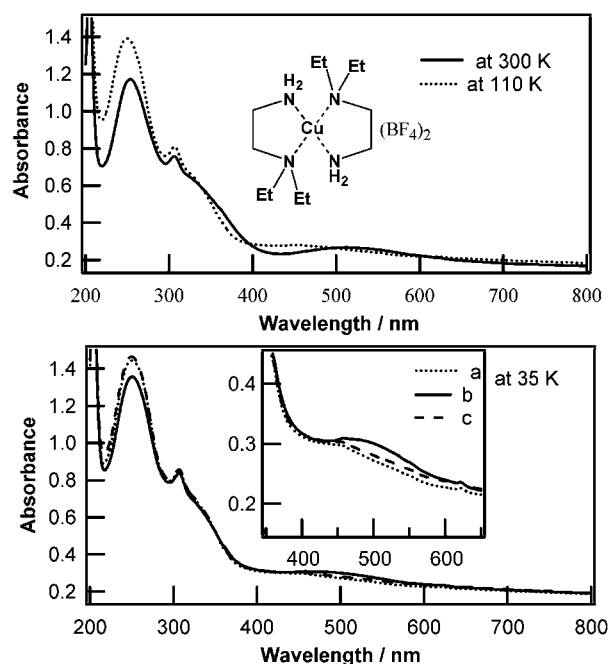 1.4
1.2
1.0
0.8
0.6
0.4
0.2
Absorbance
Et
Et
H2
N
N
Cu
(BF4)2
N
N
H2
Et
Et
at 300 K
at 110 K
200 300 400 500 600 700 800
Wavelength / nm
1.4
1.2
1.0
0.8
0.6
0.4
0.2
Absorbance
0.4
0.3
0.2
a at 35 K
b
c
400 500 600
200 300 400 500 600 700 800
Wavelength / nm